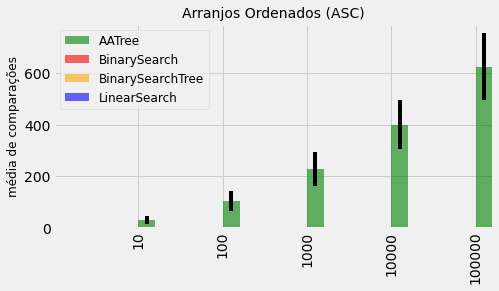 Arranjos Ordenados (ASC)
média de comparações
600
400
200
0
AATree
BinarySearch
BinarySearchTree
LinearSearch
10
100
1000
10000
100000